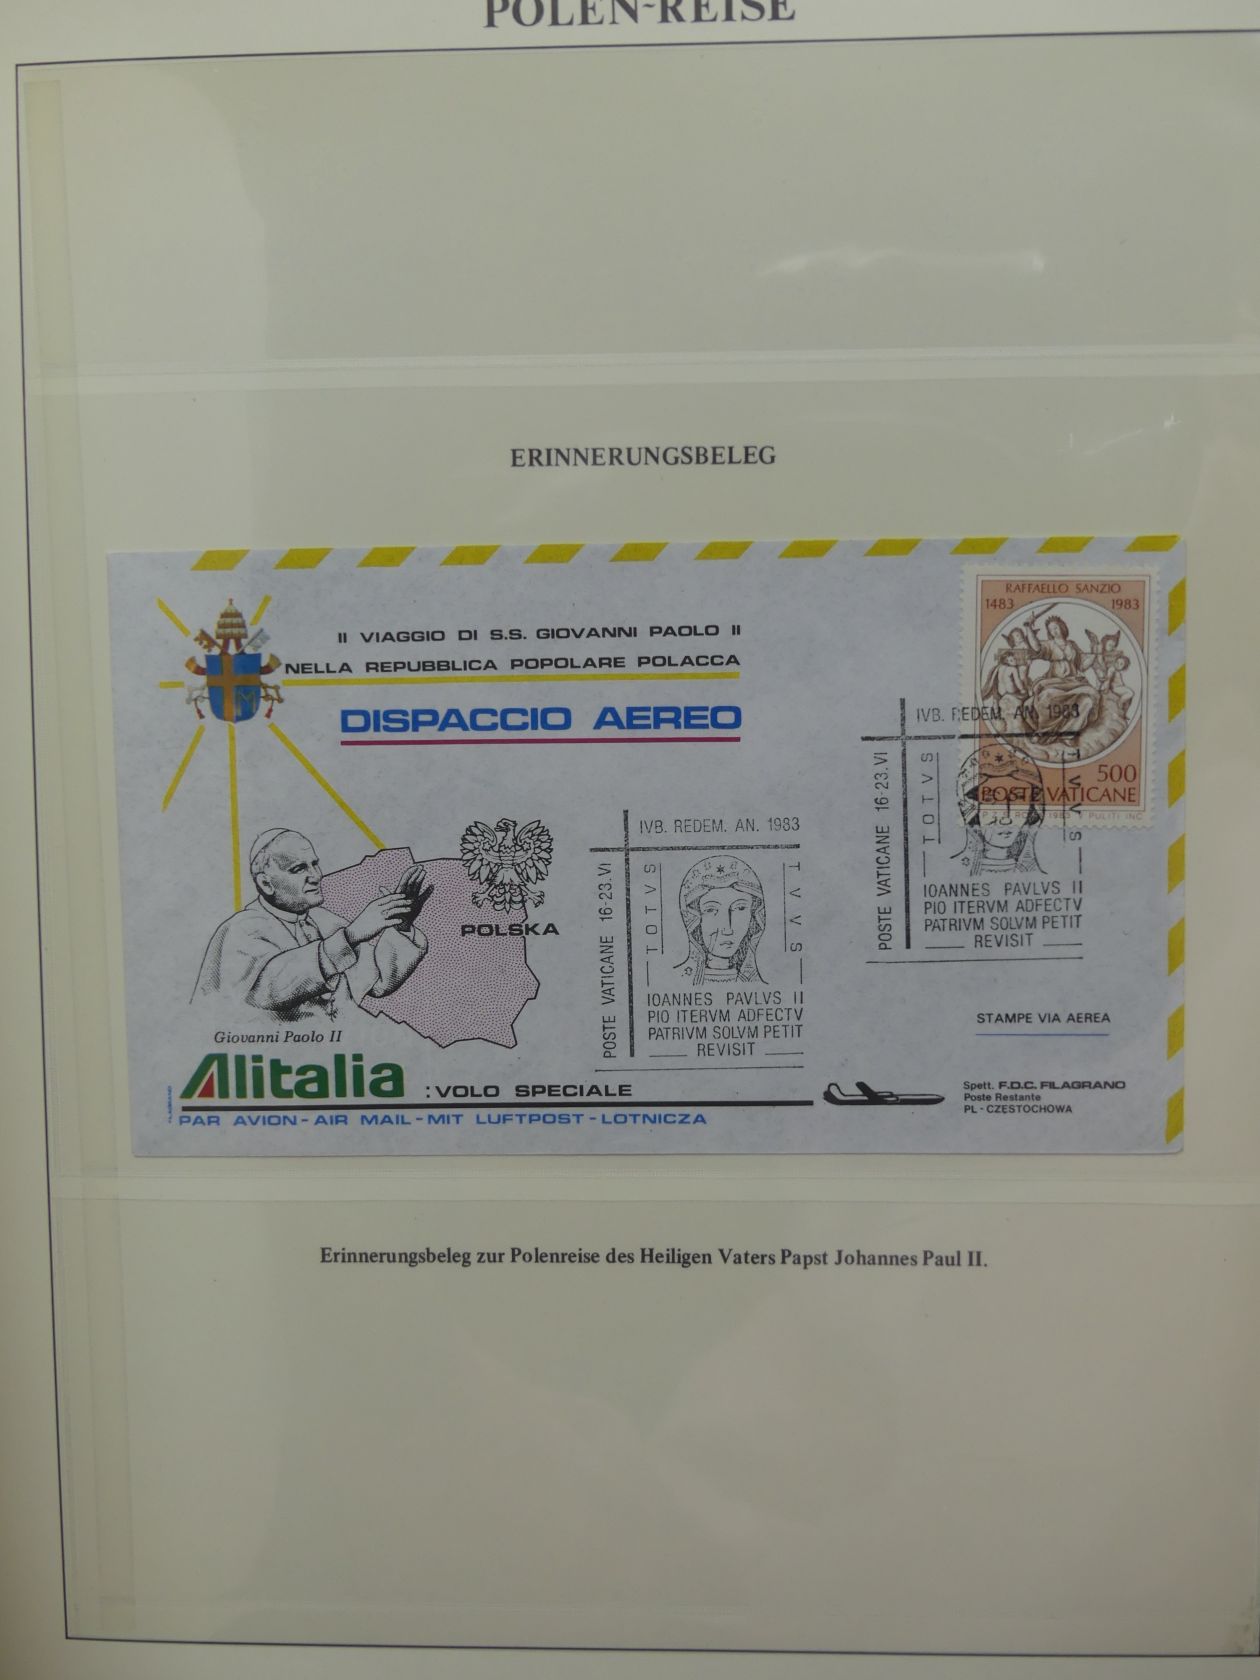 POLEN-REISE
ERINNERUNGSBELEG
II VIAGGIO DI S.S. GIOVANNI PAOLO II
NELLA REPUBBLICA POPOLARE POLACCA
DISPACCIO AEREO
RAFFAELLO SANZIO
1483 1983
500
POSTE VATICANE
IVB. REDEM. AN. 1983
POSTE VATICANE 16-23.VI
TOTVS
TVVS
IOANNES PAVLVS II
PIO ITERVM ADFECTV
PATRIVM SOLVM PETIT
REVISIT
POLSKA
IVB. REDEM. AN. 1983
POSTE VATICANE 16-23.VI
TOTVS
TVVS
IOANNES PAVLVS II
PIO ITERVM ADFECTV
PATRIVM SOLVM PETIT
REVISIT
STAMPE VIA AEREA
Giovanni Paolo II
Alitalia :VOLO SPECIALE
PAR AVION-AIR MAIL-MIT LUFTPOST-LOTNICZA
Spett. F.D.C. FILAGRANO
Poste Restante
PL-CZESTOCHOWA
Erinnerungsbeleg zur Polenreise des Heiligen Vaters Papst Johannes Paul II.